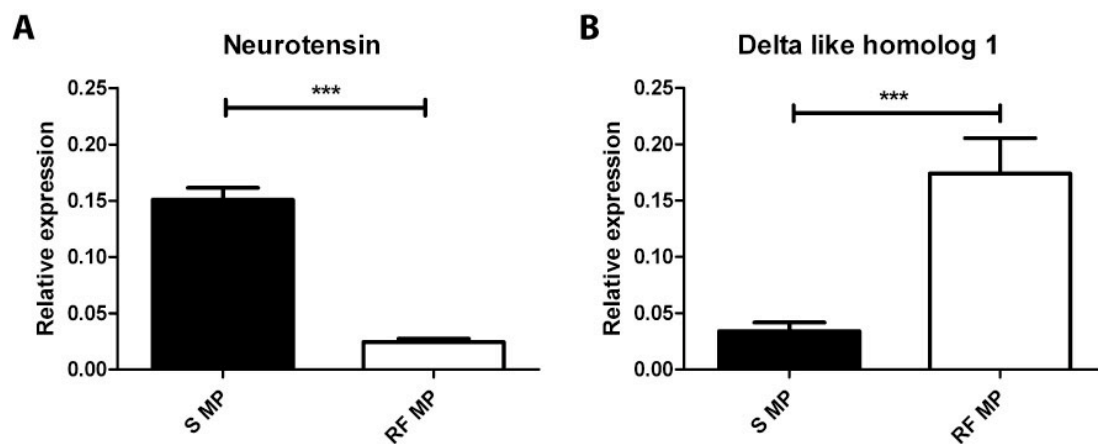 A
Neurotensin
Relative expression
0.25
0.20
0.15
0.10
0.05
0.00
***
S MP
RF MP
B
Delta like homolog 1
Relative expression
0.25
0.20
0.15
0.10
0.05
0.00
***
S MP
RF MP